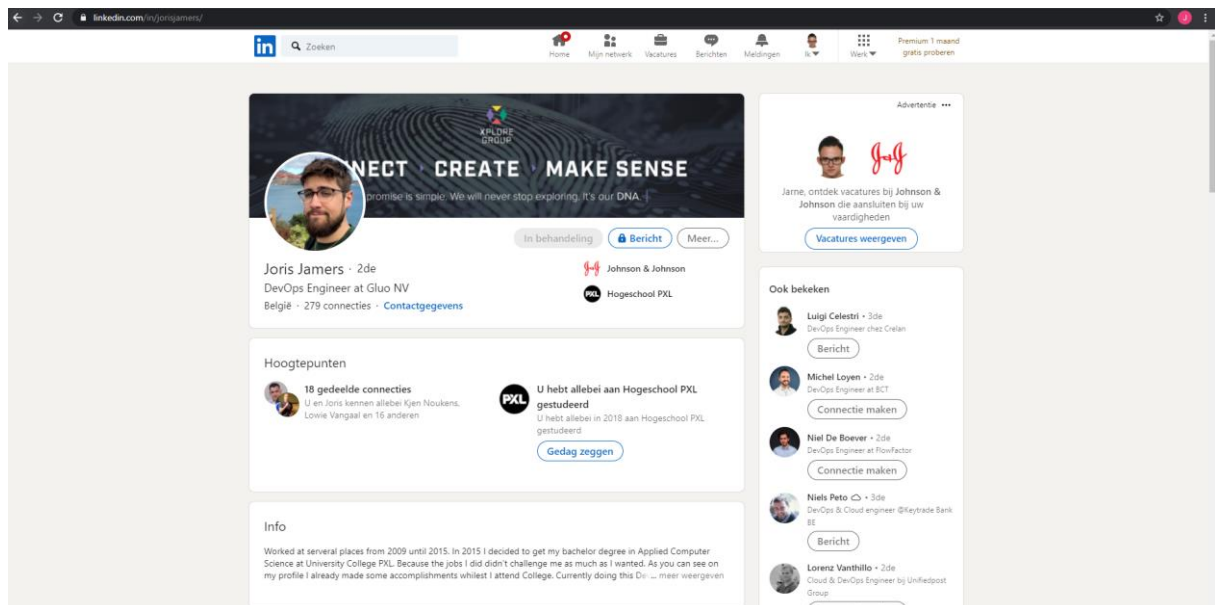 linkedin.com/in/jorisjamers/
J
in
Zoeken
Home
Mijn netwerk
Vacatures
Berichten
Meldingen
Ik
Werk
Premium 1 maand
gratis proberen
XPLORE
GROUP
NECT CREATE MAKE SENSE
promise is simple. We will never stop exploring. It's our DNA.
In behandeling
Bericht
Meer...
Joris Jamers · 2de
DevOps Engineer at Gluo NV
België · 279 connecties · Contactgegevens
J&J Johnson & Johnson
PXL Hogeschool PXL
Hoogtepunten
18 gedeelde connecties
U en Joris kennen allebei Kjen Noukens,
Lowie Vangaal en 16 anderen
PXL
U hebt allebei aan Hogeschool PXL
gestudeerd
U hebt allebei in 2018 aan Hogeschool PXL
gestudeerd
Gedag zeggen
Info
Worked at serveral places from 2009 until 2015. In 2015 I decided to get my bachelor degree in Applied Computer
Science at University College PXL. Because the jobs I did didn't challenge me as much as I wanted. As you can see on
my profile I already made some accomplishments whilest I attend College. Currently doing this De ... meer weergeven
Advertentie
J&J
Jarne, ontdek vacatures bij Johnson &
Johnson die aansluiten bij uw
vaardigheden
Vacatures weergeven
Ook bekeken
Luigi Celestri • 3de
DevOps Engineer chez Crelan
Bericht
Michel Loyen • 2de
DevOps Engineer at BCT
Connectie maken
Niel De Boever • 2de
DevOps Engineer at FlowFactor
Connectie maken
Niels Peto • 3de
DevOps & Cloud engineer @Keytrade Bank
BE
Bericht
Lorenz Vanthillo • 2de
Cloud & DevOps Engineer bij Unifiedpost
Group